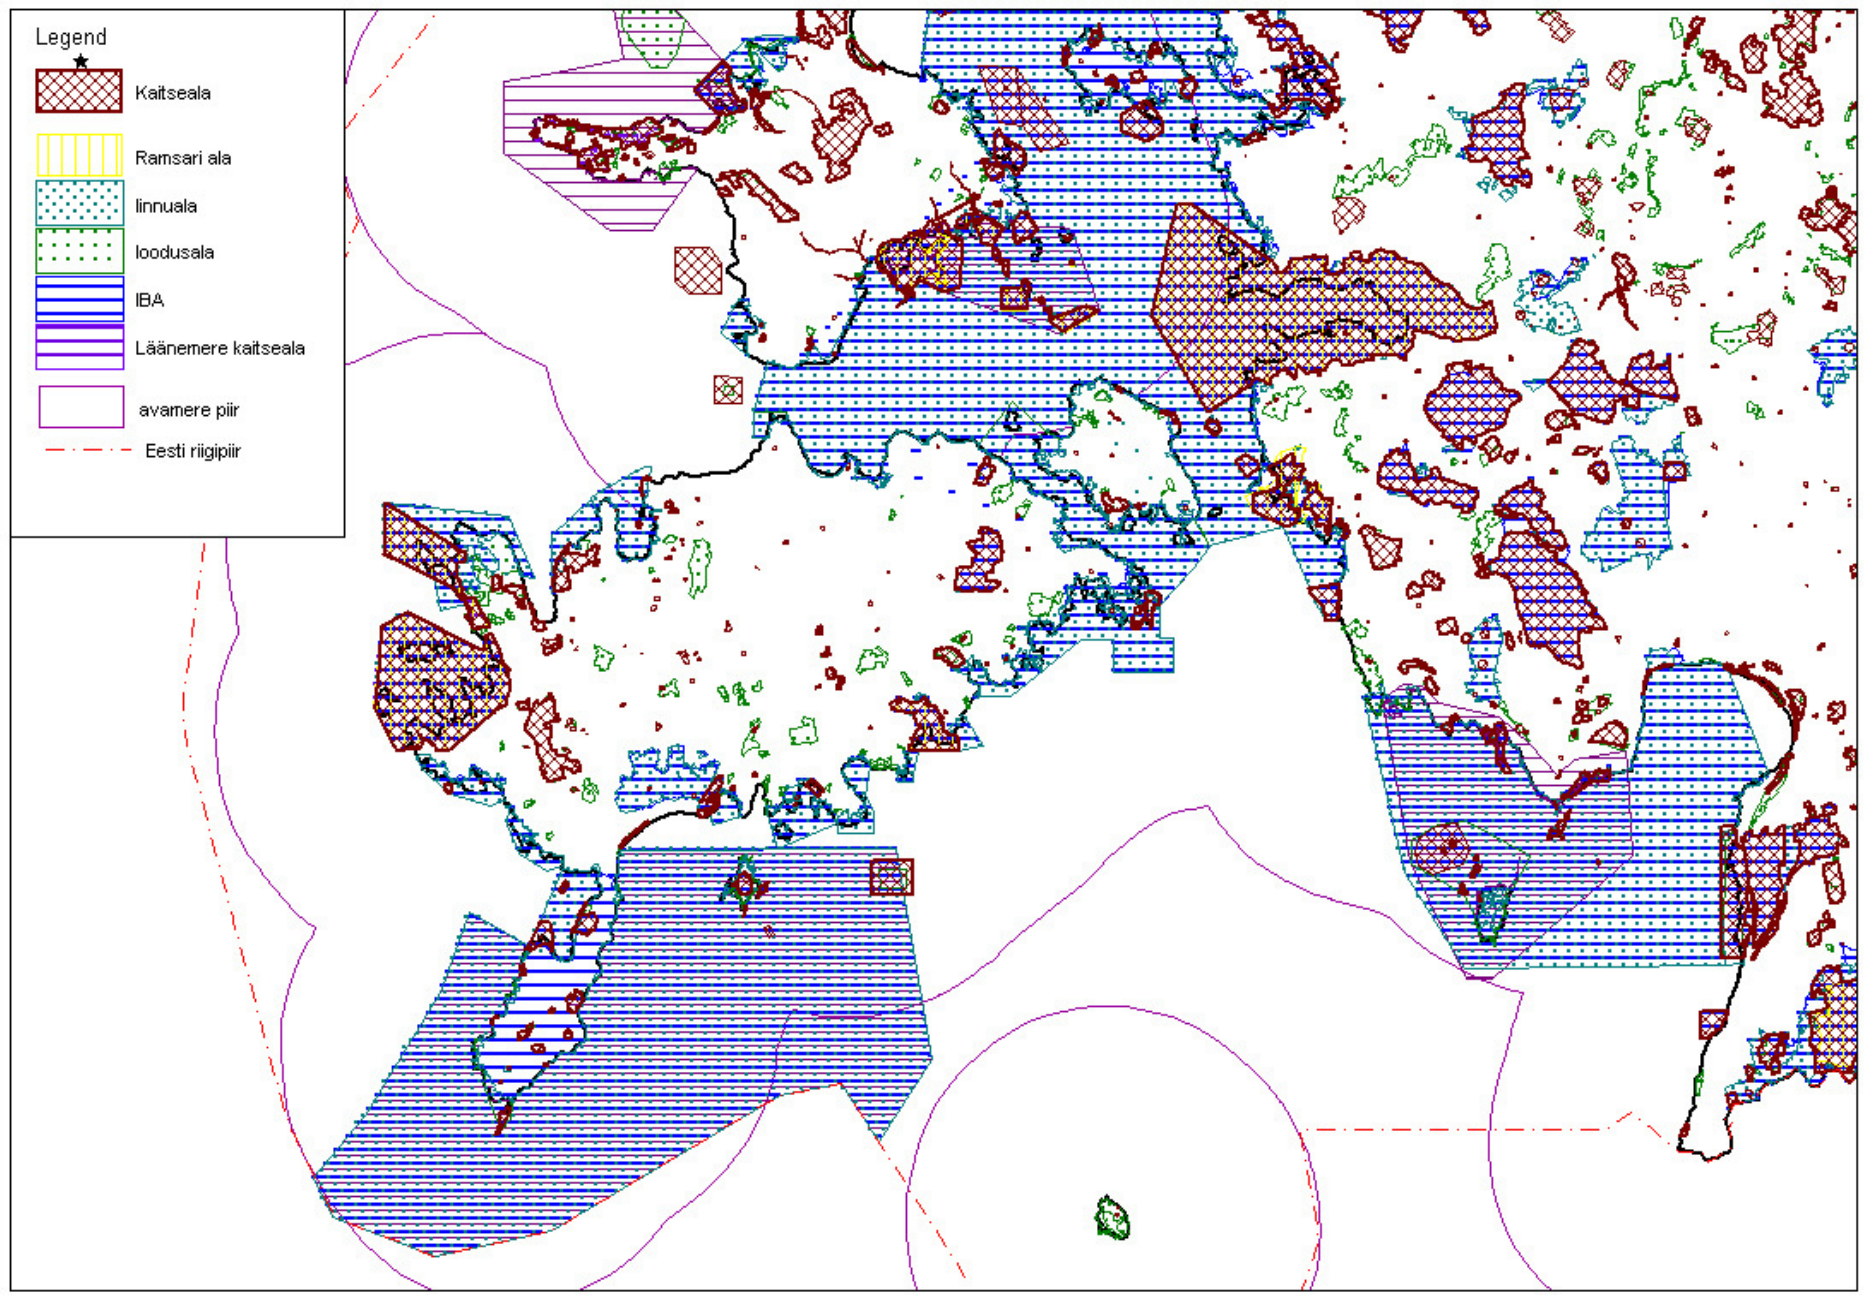 Legend
Kaitseala
Ramsari ala
linnuala
loodusala
IBA
Läänemere kaitseala
avamere piir
Eesti riigipiir